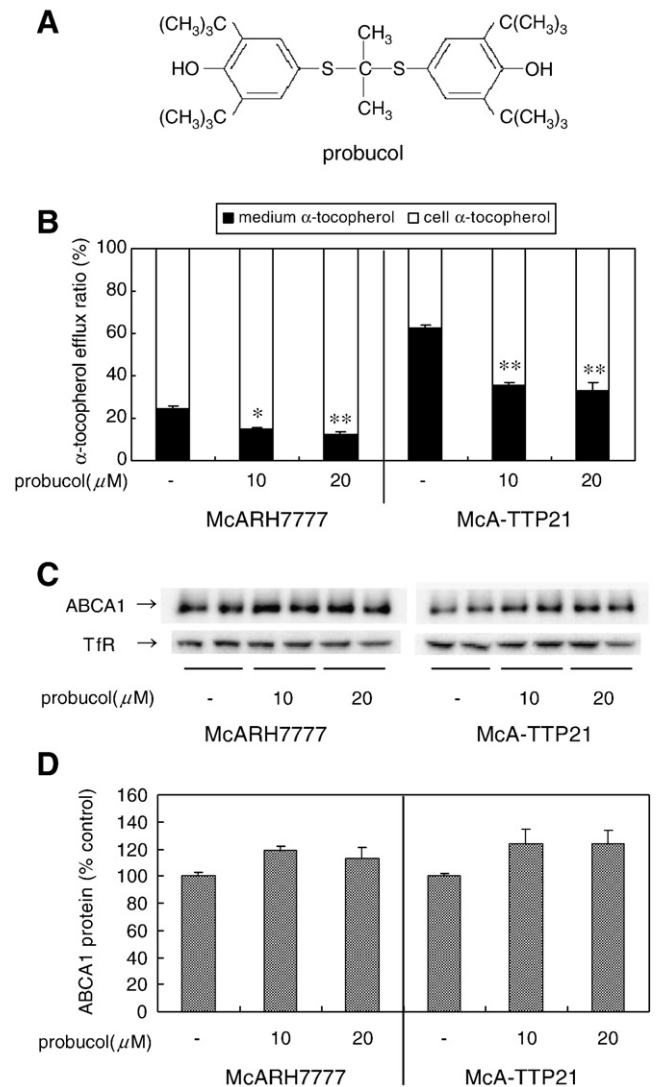 A
(CH₃)₃C
C(CH₃)₃
CH₃
HO
S
C
S
OH
CH₃
(CH₃)₃C
C(CH₃)₃
probucol
B
medium α-tocopherol cell α-tocopherol
α-tocopherol efflux ratio (%)
100
80
60
40
20
0
* ** ** **
probucol(μM) - 10 20 - 10 20
McARH7777 McA-TTP21
C
ABCA1 →
TfR →
probucol(μM) - 10 20 - 10 20
McARH7777 McA-TTP21
D
ABCA1 protein (% control)
160
140
120
100
80
60
40
20
0
probucol(μM) - 10 20 - 10 20
McARH7777 McA-TTP21